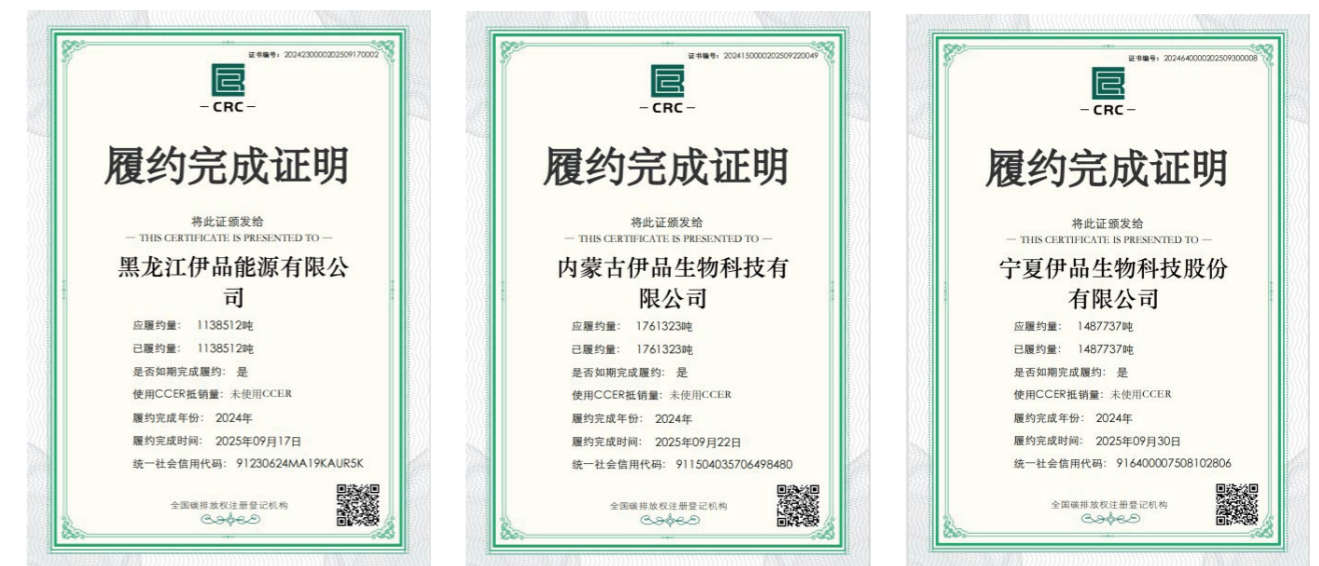 证书编号：2024230000202509170002
CRC
履约完成证明
将此证颁发给
— THIS CERTIFICATE IS PRESENTED TO —
黑龙江伊品能源有限公
司
应履约量： 1138512吨
已履约量： 1138512吨
是否如期完成履约： 是
使用CCER抵销量：未使用CCER
履约完成年份： 2024年
履约完成时间： 2025年09月17日
统一社会信用代码： 91230624MA19KAUR5K
全国碳排放权注册登记机构
证书编号：2024150000202509220049
CRC
履约完成证明
将此证颁发给
— THIS CERTIFICATE IS PRESENTED TO —
内蒙古伊品生物科技有
限公司
应履约量： 1761323吨
已履约量： 1761323吨
是否如期完成履约： 是
使用CCER抵销量：未使用CCER
履约完成年份： 2024年
履约完成时间： 2025年09月22日
统一社会信用代码： 911504035706498480
全国碳排放权注册登记机构
证书编号：2024640000202509300008
CRC
履约完成证明
将此证颁发给
— THIS CERTIFICATE IS PRESENTED TO —
宁夏伊品生物科技股份
有限公司
应履约量： 1487737吨
已履约量： 1487737吨
是否如期完成履约： 是
使用CCER抵销量：未使用CCER
履约完成年份： 2024年
履约完成时间： 2025年09月30日
统一社会信用代码： 916400007508102806
全国碳排放权注册登记机构